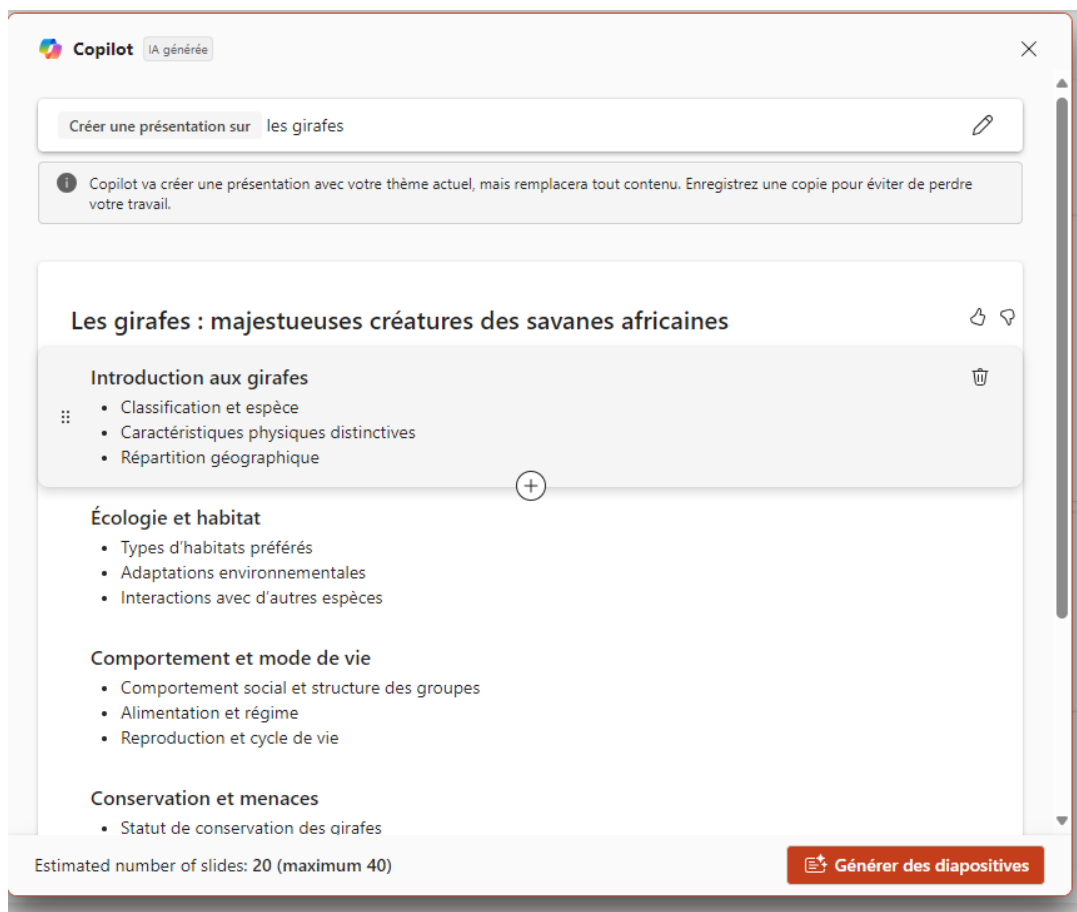 Copilot IA générée
Créer une présentation sur les girafes
Copilot va créer une présentation avec votre thème actuel, mais remplacera tout contenu. Enregistrez une copie pour éviter de perdre
votre travail.
Les girafes : majestueuses créatures des savanes africaines
Introduction aux girafes
• Classification et espèce
• Caractéristiques physiques distinctives
• Répartition géographique
Écologie et habitat
• Types d'habitats préférés
• Adaptations environnementales
• Interactions avec d'autres espèces
Comportement et mode de vie
• Comportement social et structure des groupes
• Alimentation et régime
• Reproduction et cycle de vie
Conservation et menaces
• Statut de conservation des girafes
Estimated number of slides: 20 (maximum 40)
Générer des diapositives